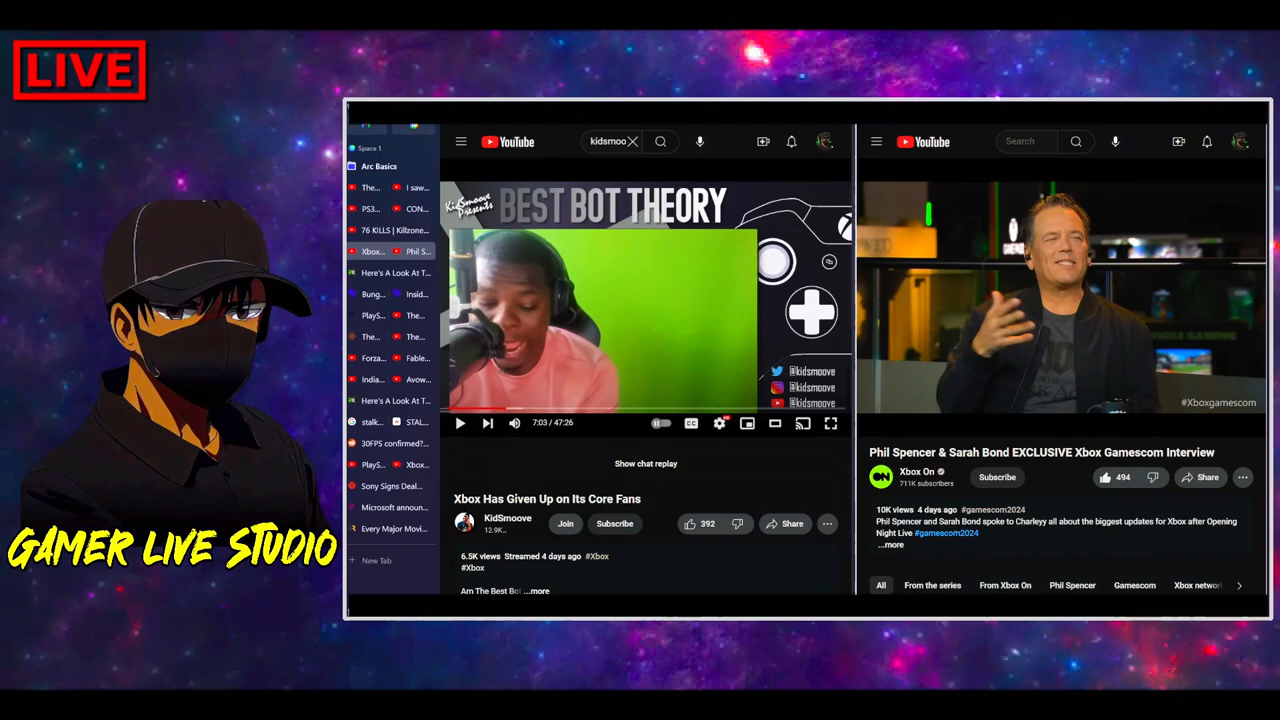 LIVE
GAMER LIVE STUDIO
Space 1
Arc Basics
The...
I saw...
PS3...
CON...
76 KILLS | Killzone...
Xbox...
Phil S...
Here's A Look At T...
Bung...
Insid...
PlayS...
The...
The...
The...
Forza...
Fable...
India...
Avow...
Here's A Look At T...
stalk...
STAL...
30FPS confirmed?...
PlayS...
Xbox...
Sony Signs Deal...
Microsoft announ...
Every Major Movi...
New Tab
YouTube
kidsmoo
KidSmoove
Presents
BEST BOT THEORY
@kidsmoove
@kidsmoove
@kidsmoove
7:03 / 47:26
CC
HD
Show chat replay
Xbox Has Given Up on Its Core Fans
KidSmoove
12.9K...
Join
Subscribe
392
Share
6.5K views Streamed 4 days ago #Xbox
#Xbox
Am The Best Bo ...more
YouTube
Search
#Xboxgamescom
Phil Spencer & Sarah Bond EXCLUSIVE Xbox Gamescom Interview
ON
Xbox On
711K subscribers
Subscribe
494
Share
10K views 4 days ago #gamescom2024
Phil Spencer and Sarah Bond spoke to Charleyy all about the biggest updates for Xbox after Opening
Night Live #gamescom2024
...more
All
From the series
From Xbox On
Phil Spencer
Gamescom
Xbox networ